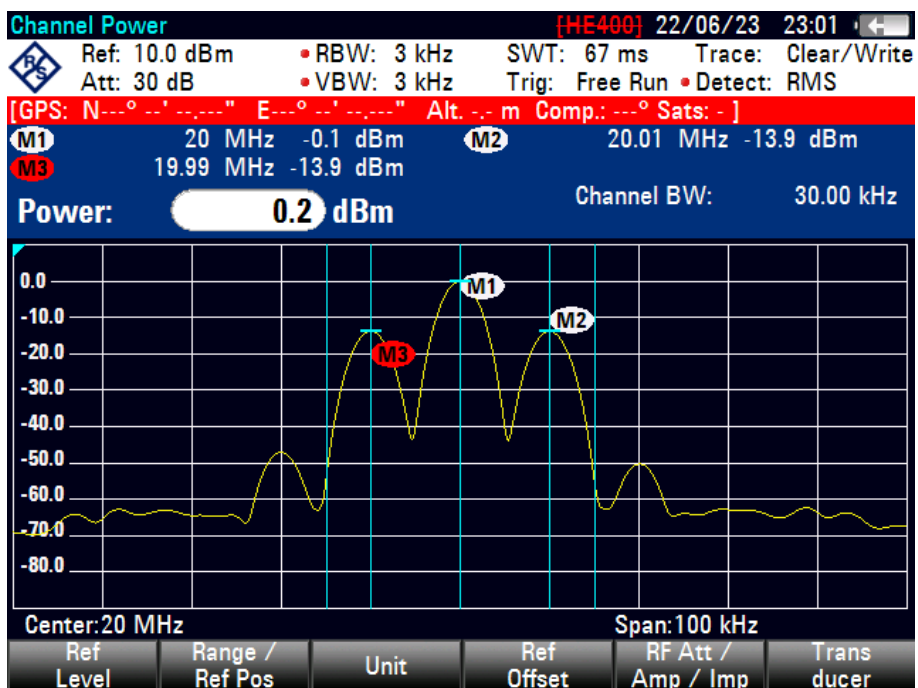 Channel Power [HE400] 22/06/23 23:01
R S
Ref: 10.0 dBm • RBW: 3 kHz SWT: 67 ms Trace: Clear/Write
Att: 30 dB • VBW: 3 kHz Trig: Free Run • Detect: RMS
[GPS: N---° --' --.---" E---° --' --.---" Alt. -.- m Comp.: ---° Sats: - ]
M1 20 MHz -0.1 dBm M2 20.01 MHz -13.9 dBm
M3 19.99 MHz -13.9 dBm
Power: 0.2 dBm Channel BW: 30.00 kHz
0.0
M1
-10.0
M2
-20.0
M3
-30.0
-40.0
-50.0
-60.0
-70.0
-80.0
Center:20 MHz Span:100 kHz
Ref Level
Range / Ref Pos
Unit
Ref Offset
RF Att / Amp / Imp
Trans ducer